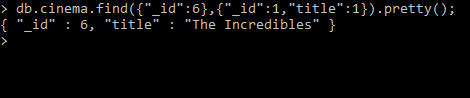 > db.cinema.find({"_id":6},{"_id":1,"title":1}).pretty();
{ "_id" : 6, "title" : "The Incredibles" }
>